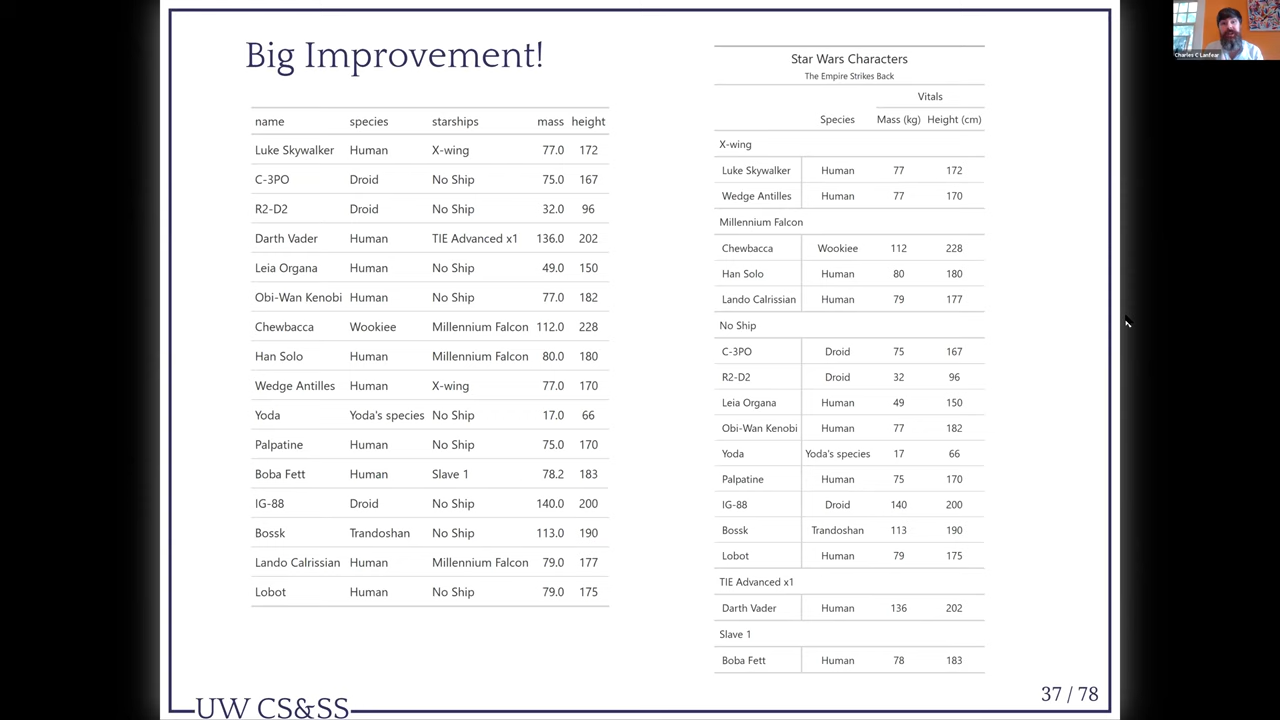 Big Improvement!
name species starships mass height
Luke Skywalker Human X-wing 77.0 172
C-3PO Droid No Ship 75.0 167
R2-D2 Droid No Ship 32.0 96
Darth Vader Human TIE Advanced x1 136.0 202
Leia Organa Human No Ship 49.0 150
Obi-Wan Kenobi Human No Ship 77.0 182
Chewbacca Wookiee Millennium Falcon 112.0 228
Han Solo Human Millennium Falcon 80.0 180
Wedge Antilles Human X-wing 77.0 170
Yoda Yoda's species No Ship 17.0 66
Palpatine Human No Ship 75.0 170
Boba Fett Human Slave 1 78.2 183
IG-88 Droid No Ship 140.0 200
Bossk Trandoshan No Ship 113.0 190
Lando Calrissian Human Millennium Falcon 79.0 177
Lobot Human No Ship 79.0 175
Star Wars Characters
The Empire Strikes Back
Vitals
Species Mass (kg) Height (cm)
X-wing
Luke Skywalker Human 77 172
Wedge Antilles Human 77 170
Millennium Falcon
Chewbacca Wookiee 112 228
Han Solo Human 80 180
Lando Calrissian Human 79 177
No Ship
C-3PO Droid 75 167
R2-D2 Droid 32 96
Leia Organa Human 49 150
Obi-Wan Kenobi Human 77 182
Yoda Yoda's species 17 66
Palpatine Human 75 170
IG-88 Droid 140 200
Bossk Trandoshan 113 190
Lobot Human 79 175
TIE Advanced x1
Darth Vader Human 136 202
Slave 1
Boba Fett Human 78 183
UW CS&SS
37 / 78
Charles C Lanfear